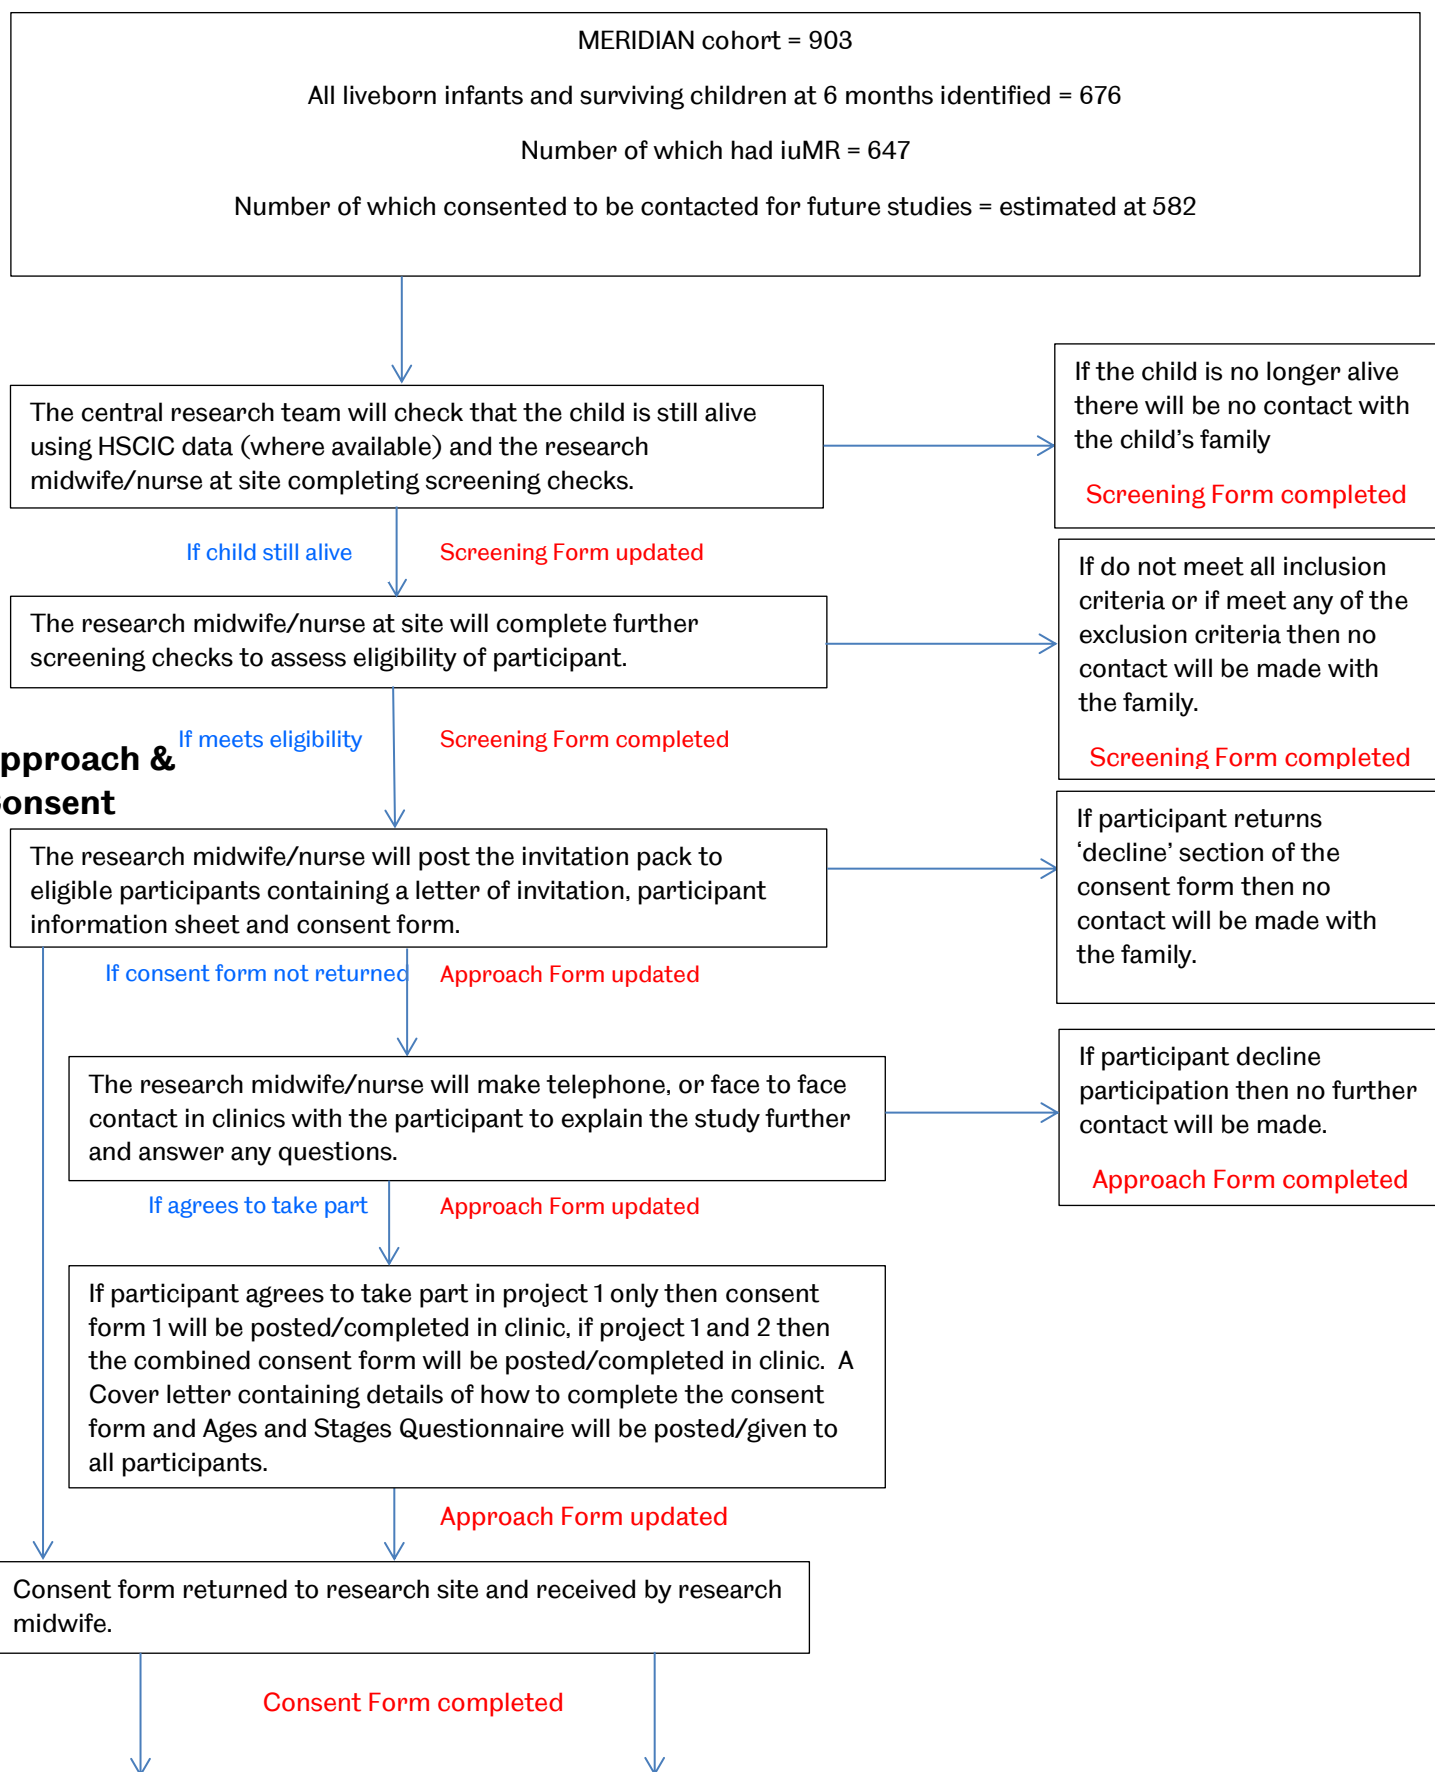 MERIDIAN cohort = 903
All liveborn infants and surviving children at 6 months identified = 676
Number of which had iuMR = 647
Number of which consented to be contacted for future studies = estimated at 582
The central research team will check that the child is still alive
using HSCIC data (where available) and the research
midwife/nurse at site completing screening checks.
If the child is no longer alive
there will be no contact with
the child's family
Screening Form completed
If child still alive
Screening Form updated
The research midwife/nurse at site will complete further
screening checks to assess eligibility of participant.
If do not meet all inclusion
criteria or if meet any of the
exclusion criteria then no
contact will be made with
the family.
Screening Form completed
If meets eligibility
Screening Form completed
pproach &
onsent
The research midwife/nurse will post the invitation pack to
eligible participants containing a letter of invitation, participant
information sheet and consent form.
If participant returns
‘decline’ section of the
consent form then no
contact will be made with
the family.
If consent form not returned
Approach Form updated
The research midwife/nurse will make telephone, or face to face
contact in clinics with the participant to explain the study further
and answer any questions.
If participant decline
participation then no further
contact will be made.
Approach Form completed
If agrees to take part
Approach Form updated
If participant agrees to take part in project 1 only then consent
form 1 will be posted/completed in clinic, if project 1 and 2 then
the combined consent form will be posted/completed in clinic.  A
Cover letter containing details of how to complete the consent
form and Ages and Stages Questionnaire will be posted/given to
all participants.
Approach Form updated
Consent form returned to research site and received by research
midwife.
Consent Form completed